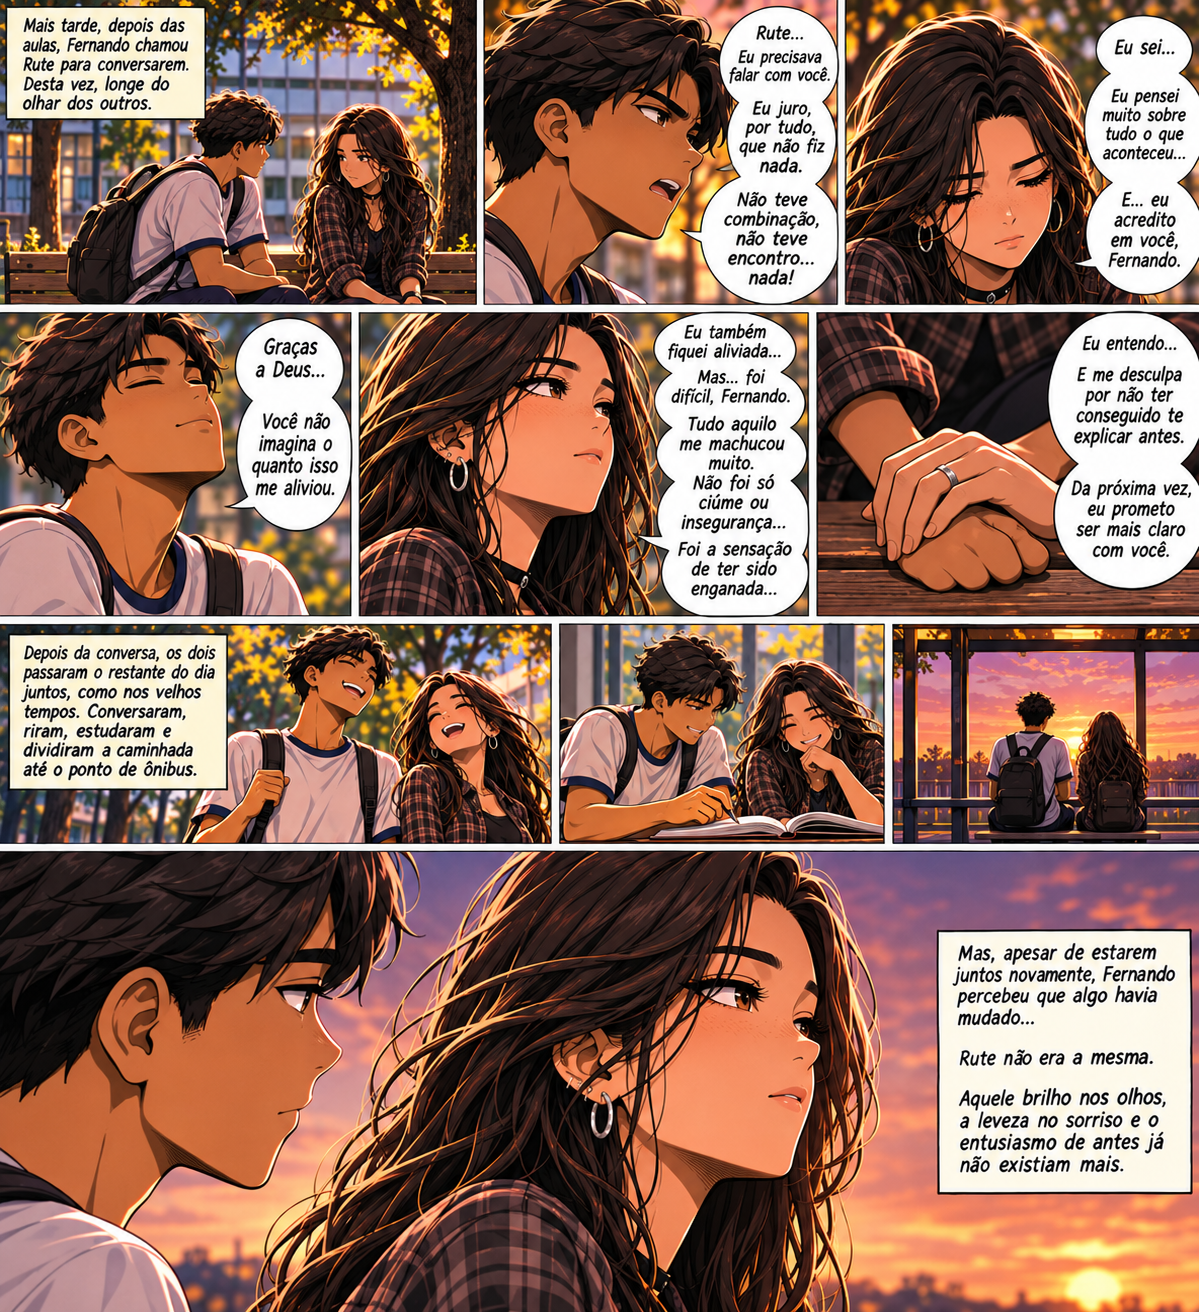 Mais tarde, depois das
aulas, Fernando chamou
Rute para conversarem.
Desta vez, longe do
olhar dos outros.
Rute...
Eu precisava
falar com você.
Eu juro,
por tudo,
que não fiz
nada.
Não teve
combinação,
não teve
encontro...
nada!
Eu sei...
Eu pensei
muito sobre
tudo o que
aconteceu...
E... eu
acredito
em você,
Fernando.
Graças
a Deus...
Você não
imagina o
quanto isso
me aliviou.
Eu também
fiquei aliviada...
Mas... foi
difícil, Fernando.
Tudo aquilo
me machucou
muito.
Não foi só
ciúme ou
insegurança...
Foi a sensação
de ter sido
enganada...
Eu entendo...
E me desculpa
por não ter
conseguido te
explicar antes.
Da próxima vez,
eu prometo
ser mais claro
com você.
Depois da conversa, os dois
passaram o restante do dia
juntos, como nos velhos
tempos. Conversaram,
riram, estudaram e
dividiram a caminhada
até o ponto de ônibus.
Mas, apesar de estarem
juntos novamente, Fernando
percebeu que algo havia
mudado...
Rute não era a mesma.
Aquele brilho nos olhos,
a leveza no sorriso e o
entusiasmo de antes já
não existiam mais.